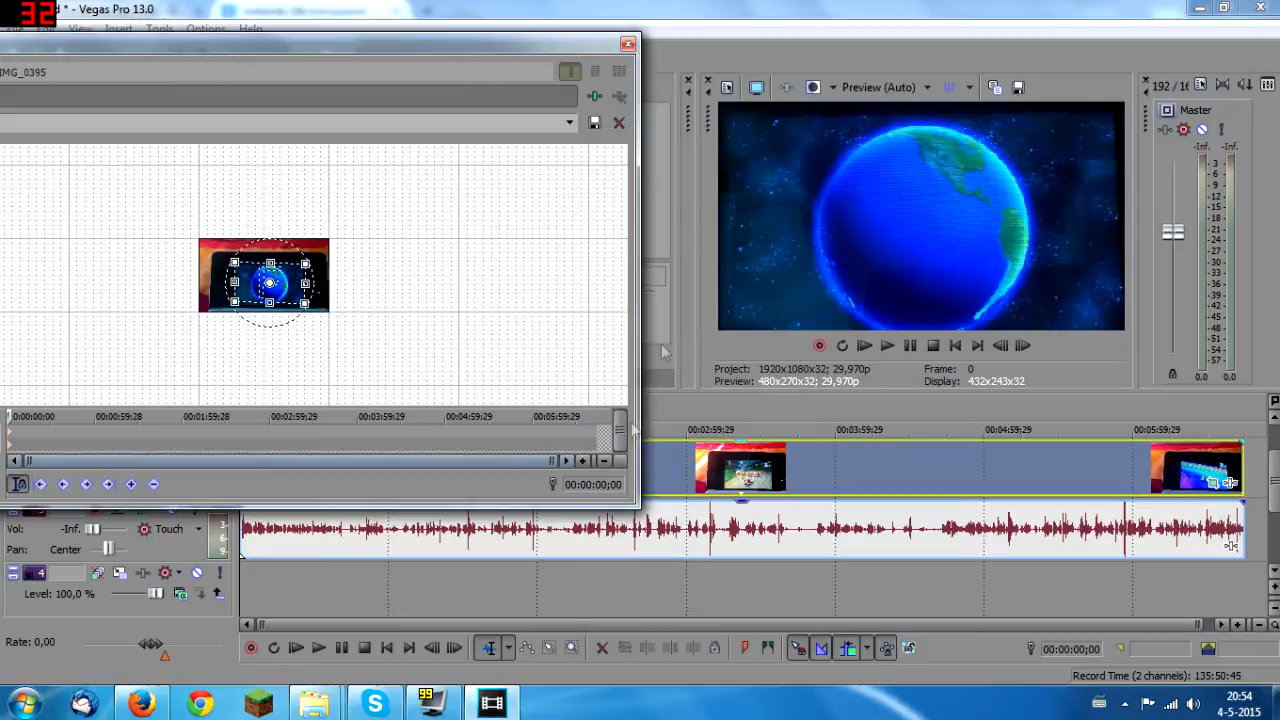 32
d * - Vegas Pro 13.0
View Insert Tools Options Help
IMG_0395
Preview (Auto)
192 / 16
Master
-Inf. -Inf.
3
6
9
12
15
18
21
24
27
30
33
36
39
42
45
48
51
54
57
0,0 0,0
Project: 1920x1080x32; 29,970p
Frame: 0
Preview: 480x270x32; 29,970p
Display: 432x243x32
0:00:00;00 00:00:59;28 00:01:59;28 00:02:59;29 00:03:59;29 00:04:59;29 00:05:59;29
00:00:00;00
00:02:59;29 00:03:59;29 00:04:59;29 00:05:59;29
Vol: -Inf. Touch
Pan: Center
4
Level: 100,0 %
Rate: 0,00
00:00:00;00
Record Time (2 channels): 135:50:45
99
20:54
4-5-2015